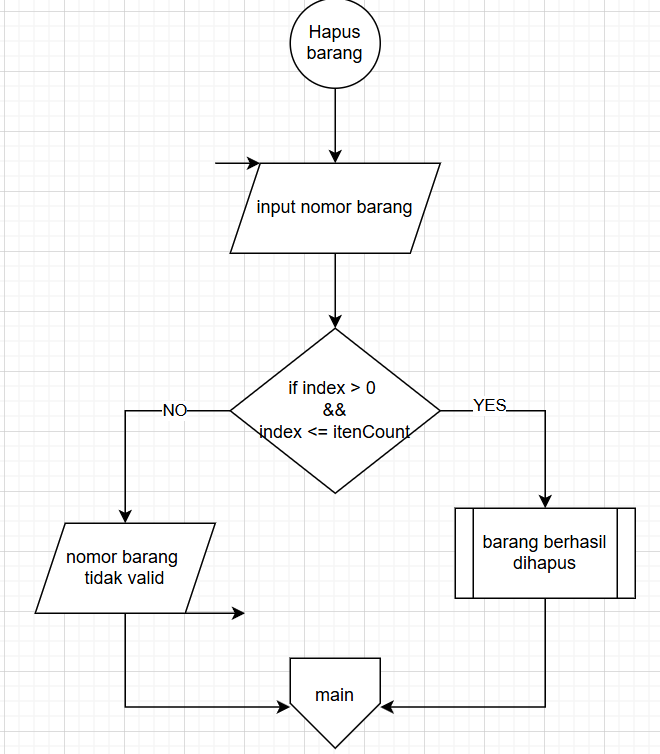 Hapus
barang
input nomor barang
if index > 0
&&
index <= itenCount
NO
YES
nomor barang
tidak valid
barang berhasil
dihapus
main